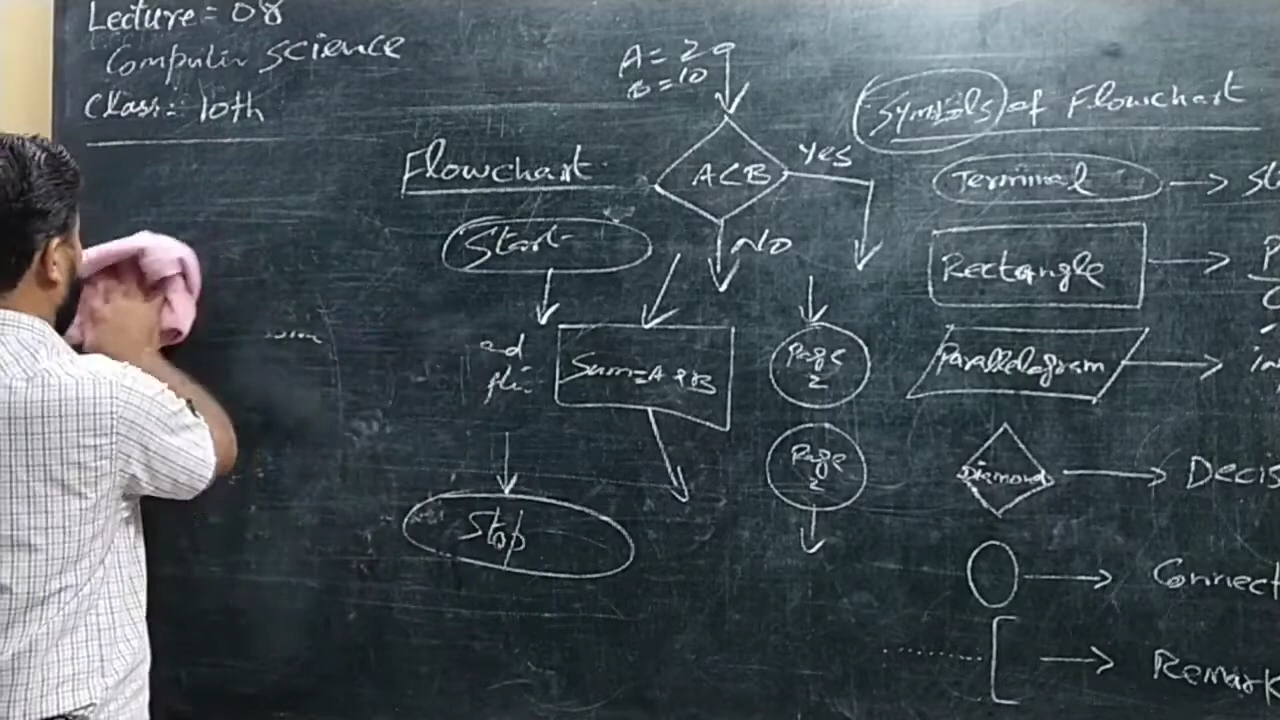 Lecture = 08
Computer science
Class:- 10th
A = 20
B = 10
A<B
Yes
No
Flowchart
Start
Sum=A+B
Stop
Page
2
Page
2
Symbols of Flowchart
Terminal
Rectangle
Parallelogram
Diamond
Decis
Connect
Remark